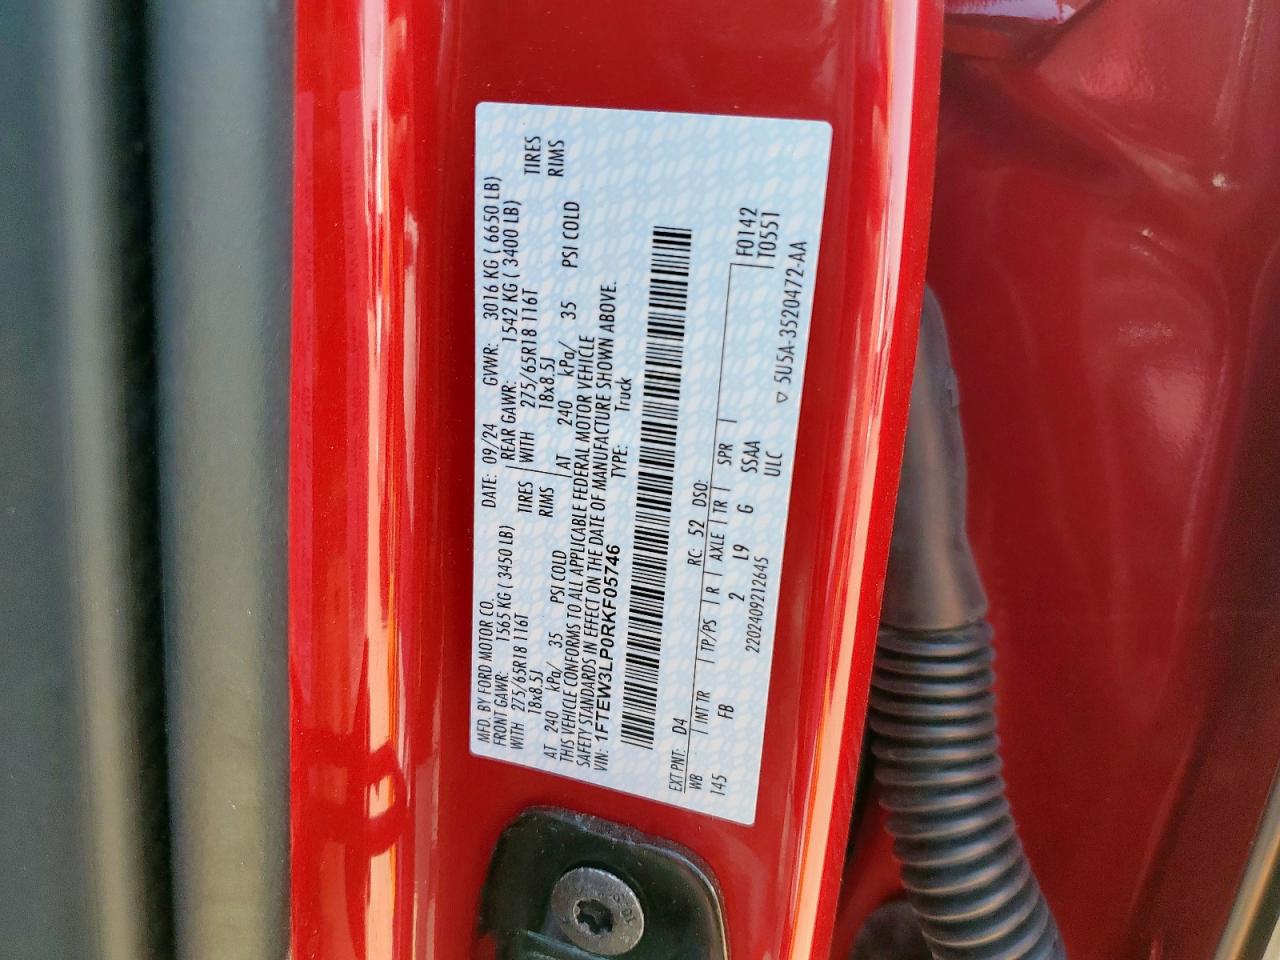 MFD. BY FORD MOTOR CO.
DATE: 09/24 GVWR: 3016 KG ( 6650 LB)
FRONT GAWR: 1565 KG ( 3450 LB)
REAR GAWR: 1542 KG ( 3400 LB)
WITH 275/65R18 116T TIRES
WITH 275/65R18 116T TIRES
18x8.5J RIMS
18x8.5J RIMS
AT 240 kPa/ 35 PSI COLD
AT 240 kPa/ 35 PSI COLD
THIS VEHICLE CONFORMS TO ALL APPLICABLE FEDERAL MOTOR VEHICLE
SAFETY STANDARDS IN EFFECT ON THE DATE OF MANUFACTURE SHOWN ABOVE.
VIN: 1FTEW3LP0RKF05746 TYPE: Truck
EXT PNT: D4 RC: 52 DSO:
WB INT TR TP/PS R AXLE TR SPR F0142
145 FB 2 L9 G SSAA T0551
ULC
2202409212645 ▽ 5U5A-3520472-AA